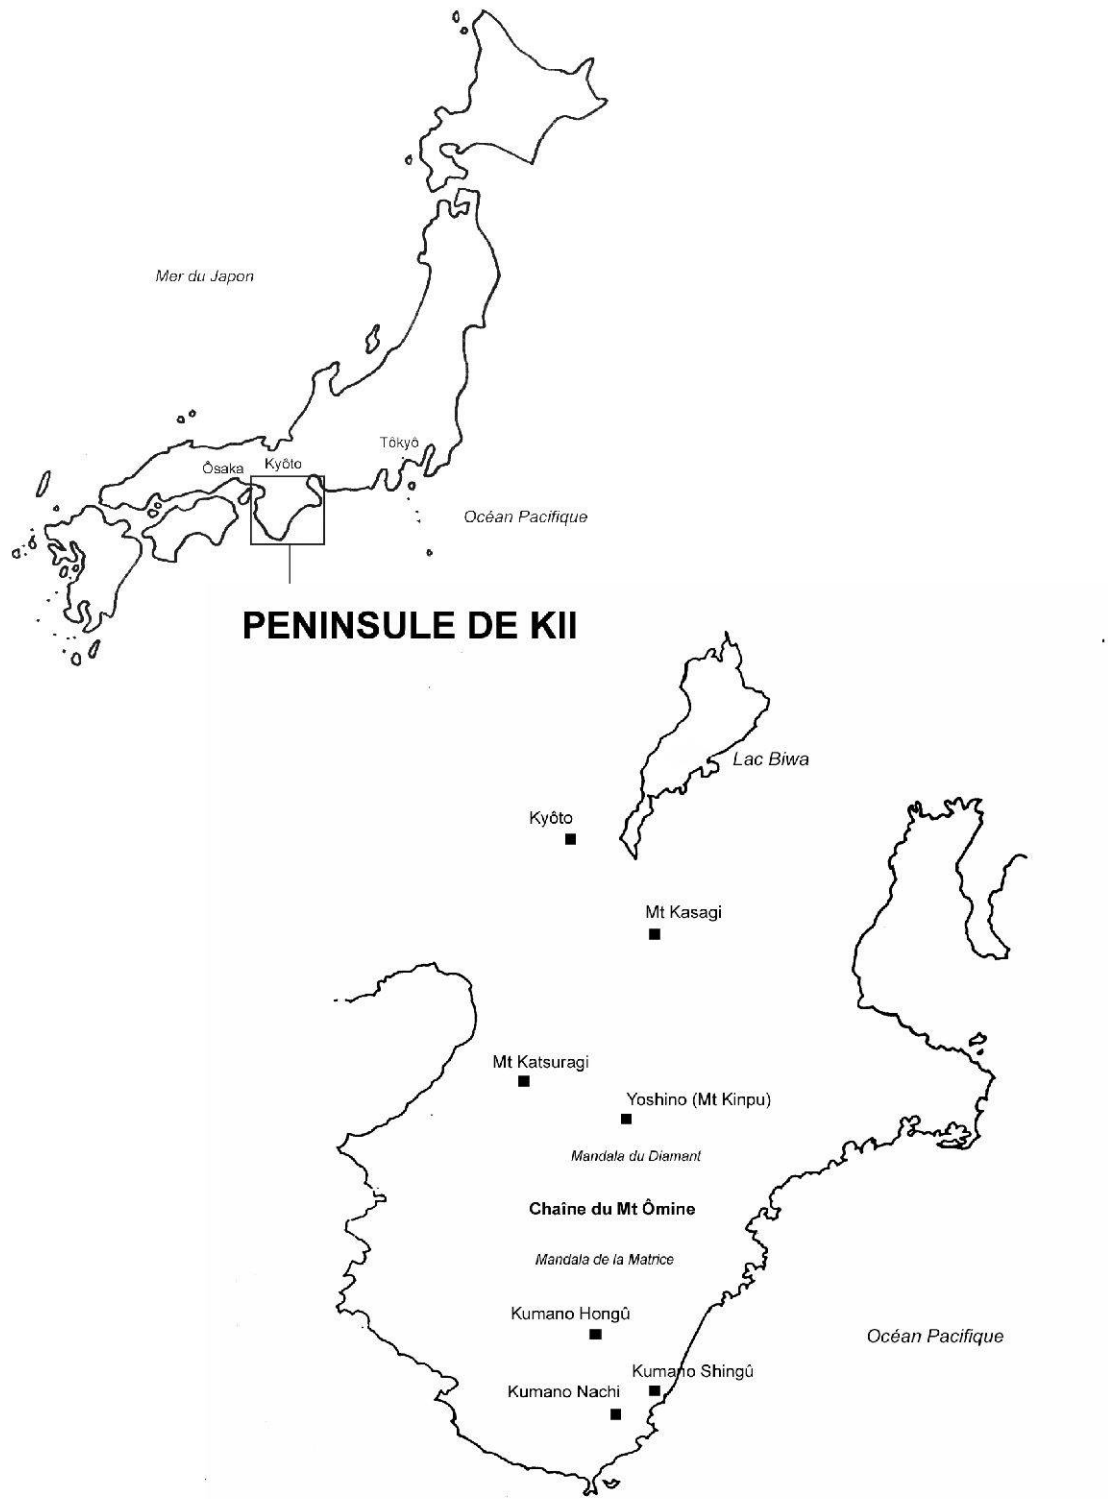 Mer du Japon
Tôkyô
Ôsaka
Kyôto
Océan Pacifique
PENINSULE DE KII
Lac Biwa
Kyôto
Mt Kasagi
Mt Katsuragi
Yoshino (Mt Kinpu)
Mandala du Diamant
Chaîne du Mt Ômine
Mandala de la Matrice
Kumano Hongû
Océan Pacifique
Kumano Shingû
Kumano Nachi